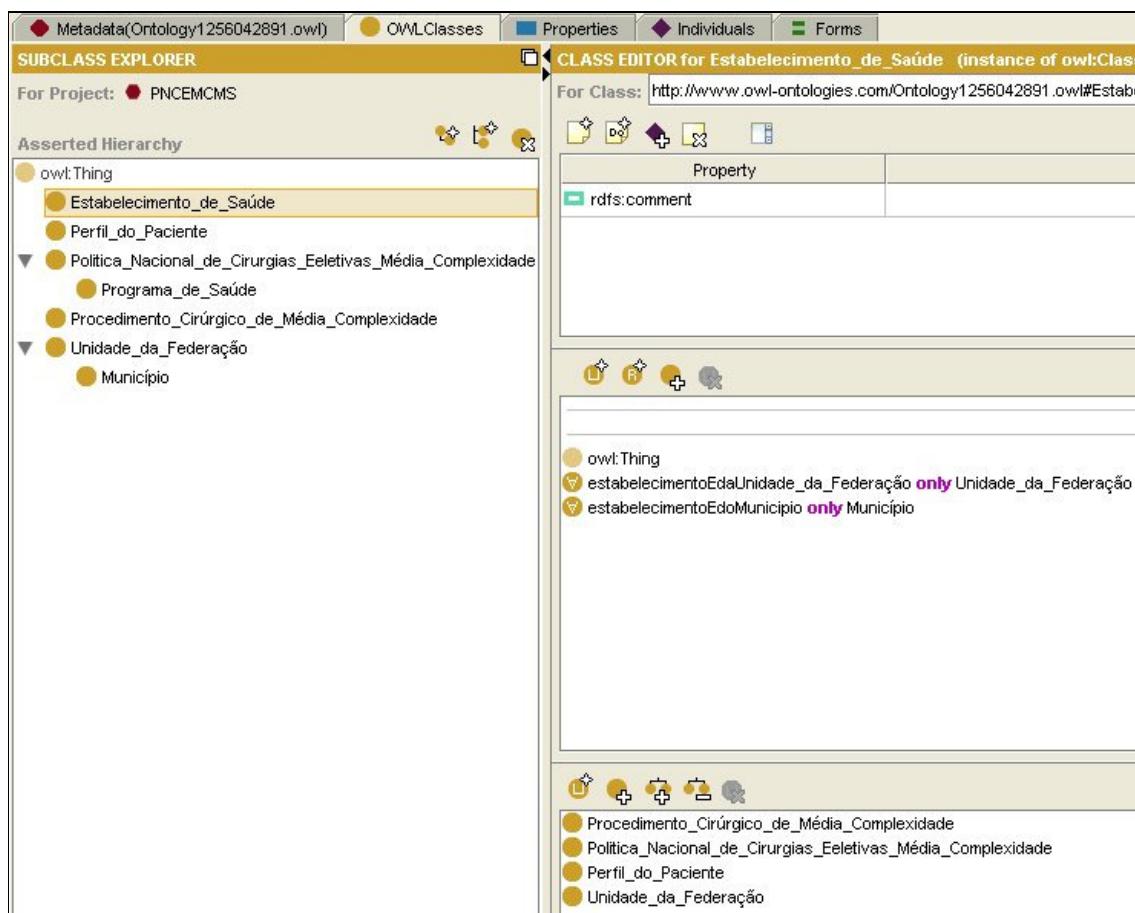 Metadata(Ontology1256042891.owl) OWLClasses Properties Individuals Forms
SUBCLASS EXPLORER
For Project: PNCEMCMS
Asserted Hierarchy
owl:Thing
Estabelecimento_de_Saúde
Perfil_do_Paciente
Politica_Nacional_de_Cirurgias_Eeletivas_Média_Complexidade
Programa_de_Saúde
Procedimento_Cirúrgico_de_Média_Complexidade
Unidade_da_Federação
Município
CLASS EDITOR for Estabelecimento_de_Saúde (instance of owl:Clas
For Class: http://www.owl-ontologies.com/Ontology1256042891.owl#Estab
Property
rdfs:comment
owl:Thing
estabelecimentoEdaUnidade_da_Federação only Unidade_da_Federação
estabelecimentoEdoMunicipio only Município
Procedimento_Cirúrgico_de_Média_Complexidade
Politica_Nacional_de_Cirurgias_Eeletivas_Média_Complexidade
Perfil_do_Paciente
Unidade_da_Federação